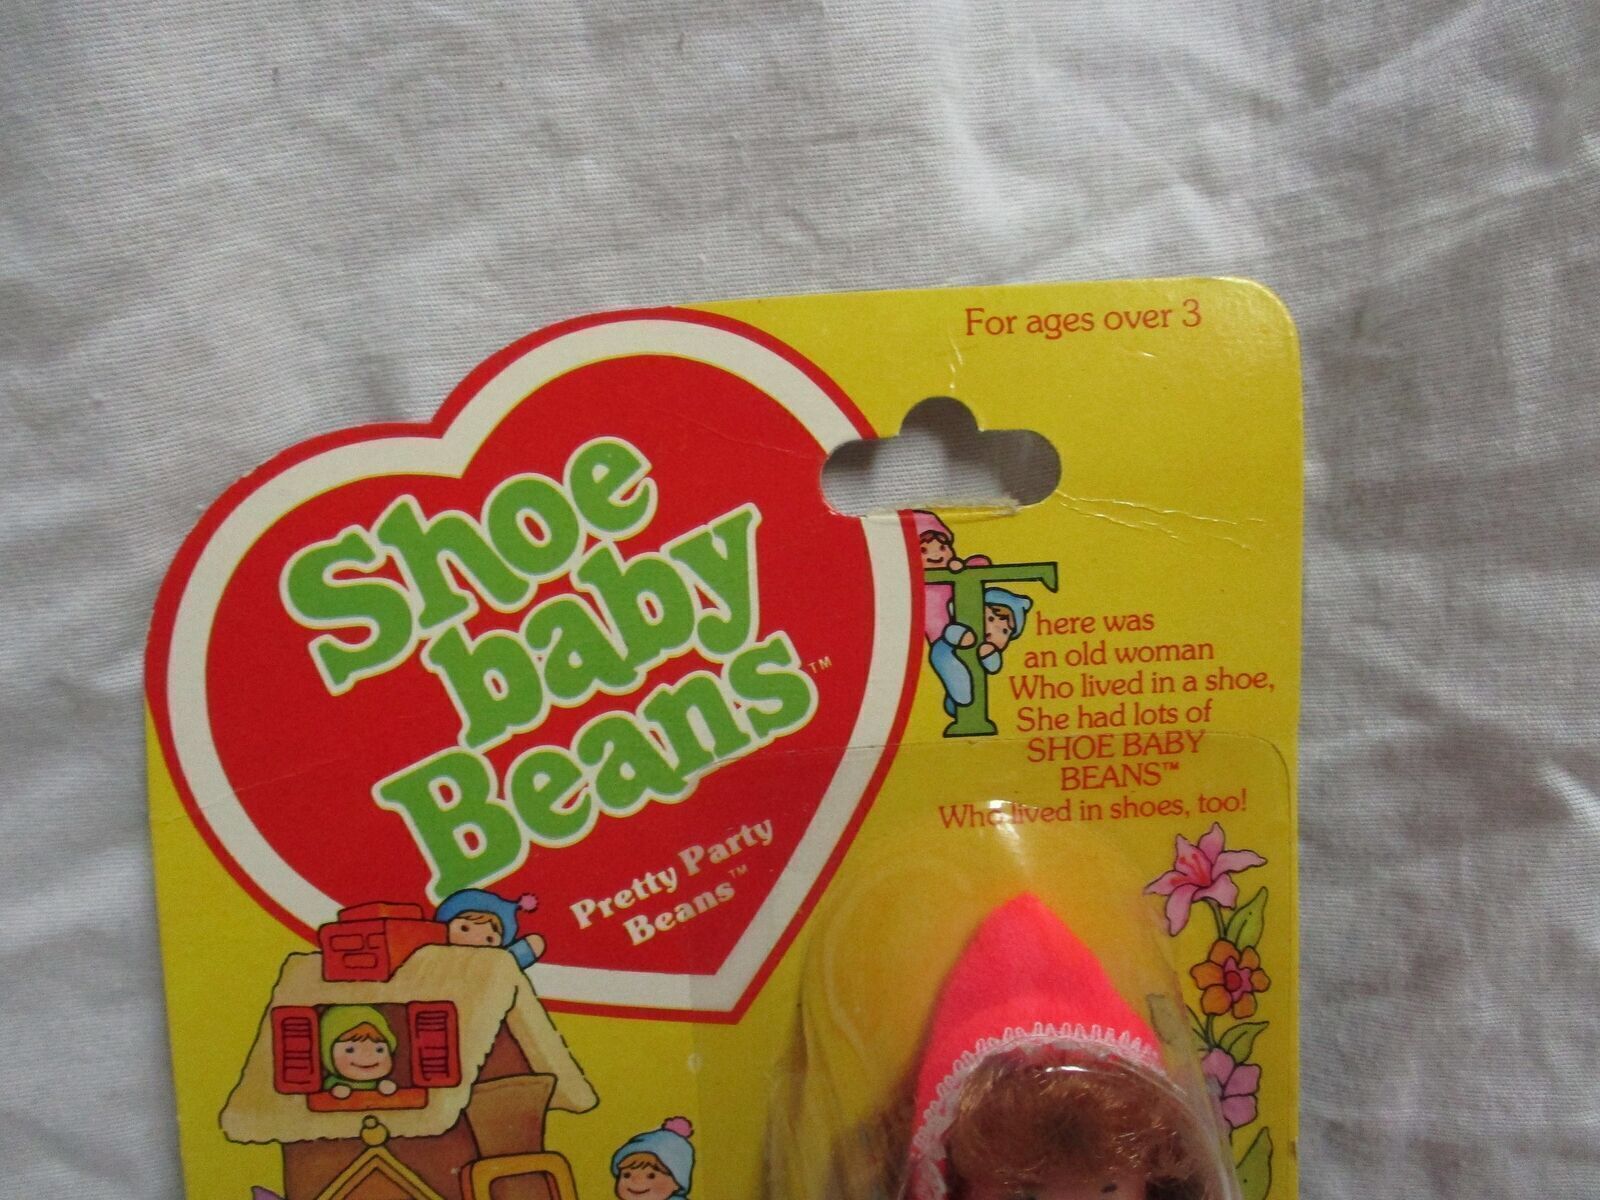 For ages over 3
Shoe
baby
Beans™
Pretty Party
Beans™
There was
an old woman
Who lived in a shoe,
She had lots of
SHOE BABY
BEANS™
Who lived in shoes, too!